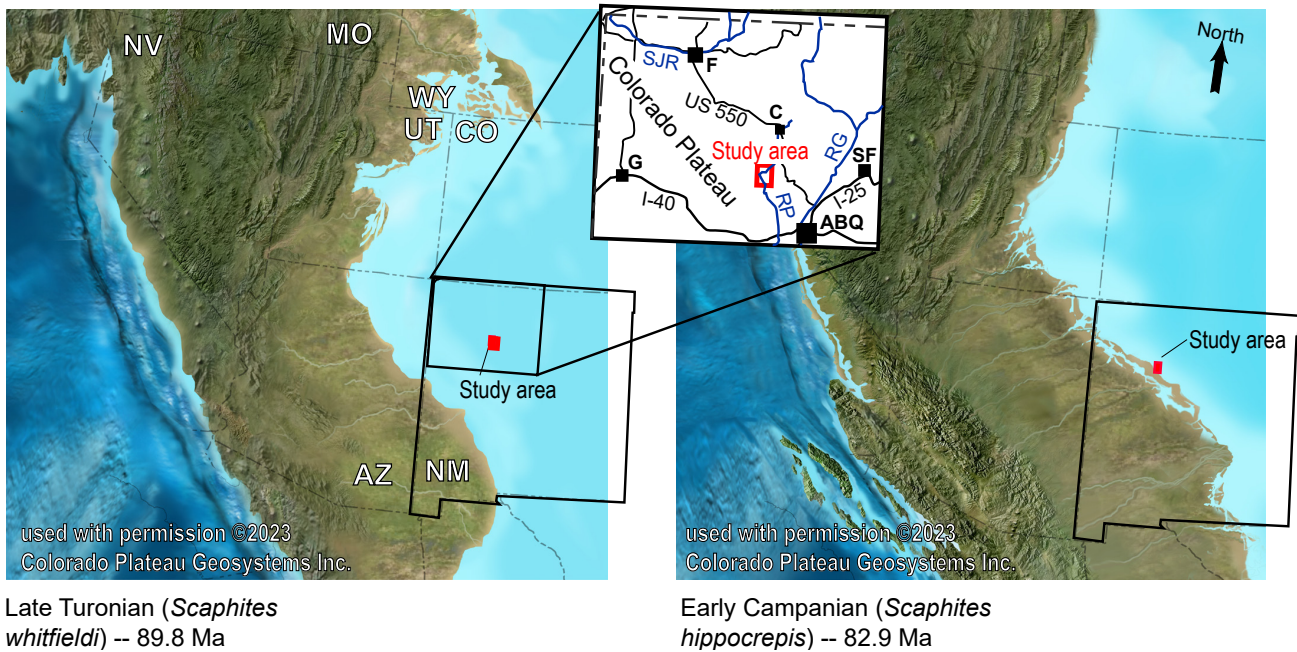 NV
MO
WY
UT
CO
Study area
AZ
NM
used with permission ©2023
Colorado Plateau Geosystems Inc.
SJR
F
Colorado Plateau
US 550
C
Study area
RG
SF
G
I-40
RP
I-25
ABQ
North
Study area
used with permission ©2023
Colorado Plateau Geosystems Inc.
Late Turonian (Scaphites
whitfieldi) -- 89.8 Ma
Early Campanian (Scaphites
hippocrepis) -- 82.9 Ma